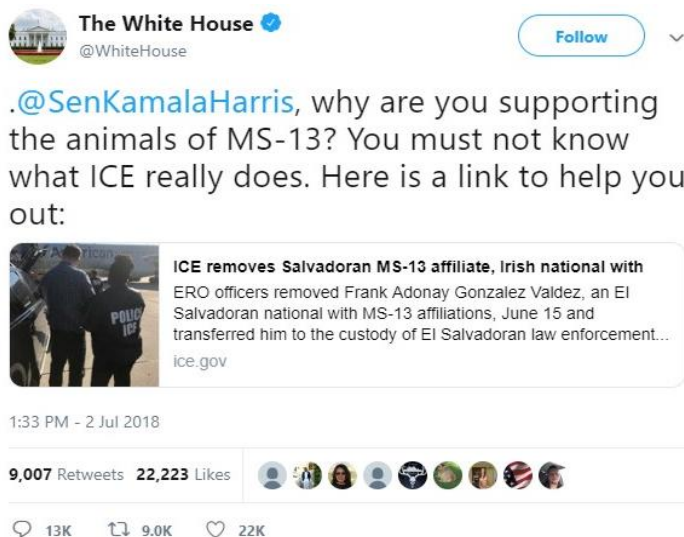 The White House
@WhiteHouse
Follow
.@SenKamalaHarris, why are you supporting
the animals of MS-13? You must not know
what ICE really does. Here is a link to help you
out:
POLICE
ICE
ICE removes Salvadoran MS-13 affiliate, Irish national with
ERO officers removed Frank Adonay Gonzalez Valdez, an El
Salvadoran national with MS-13 affiliations, June 15 and
transferred him to the custody of El Salvadoran law enforcement...
ice.gov
1:33 PM - 2 Jul 2018
9,007 Retweets 22,223 Likes
13K 9.0K 22K